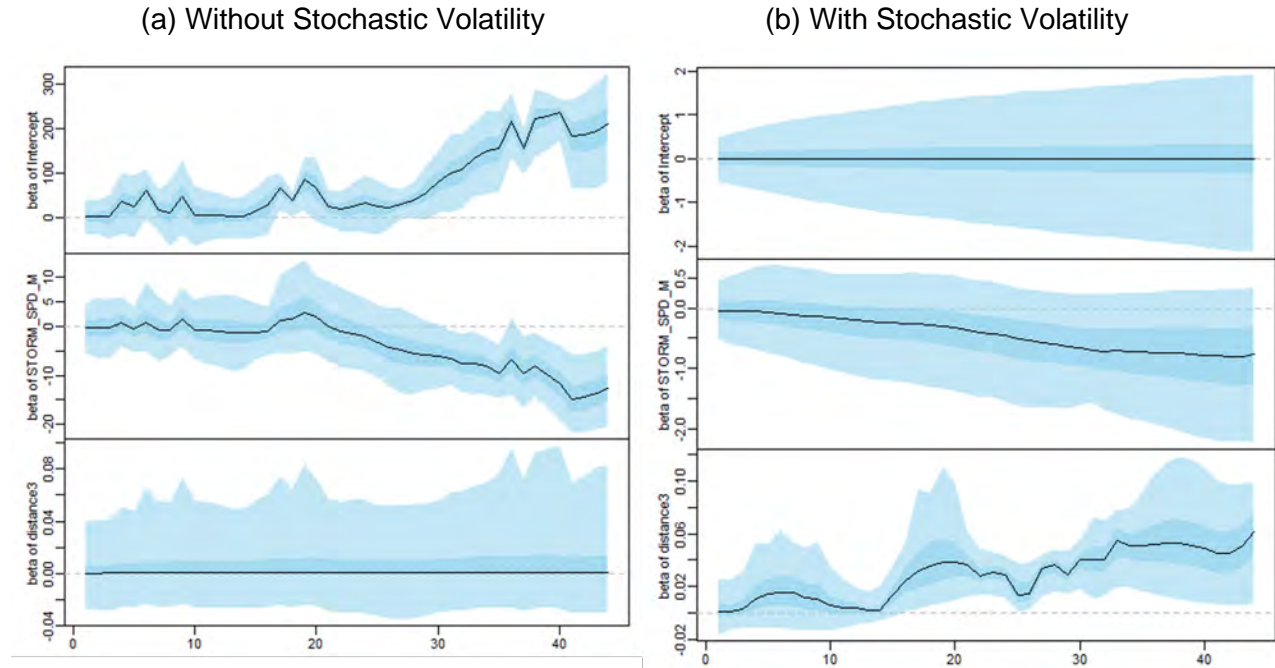 (a) Without Stochastic Volatility
(b) With Stochastic Volatility
beta of Intercept
0 100 200 300
beta of STORM_SPD_M
-20 -10 0 5 10
beta of distance3
-0.04 0.00 0.04 0.08
0 10 20 30 40
beta of Intercept
-2 -1 0 1 2
beta of STORM_SPD_M
-2.0 -1.0 0.0 0.5
beta of distance3
-0.02 0.02 0.06 0.10
0 10 20 30 40